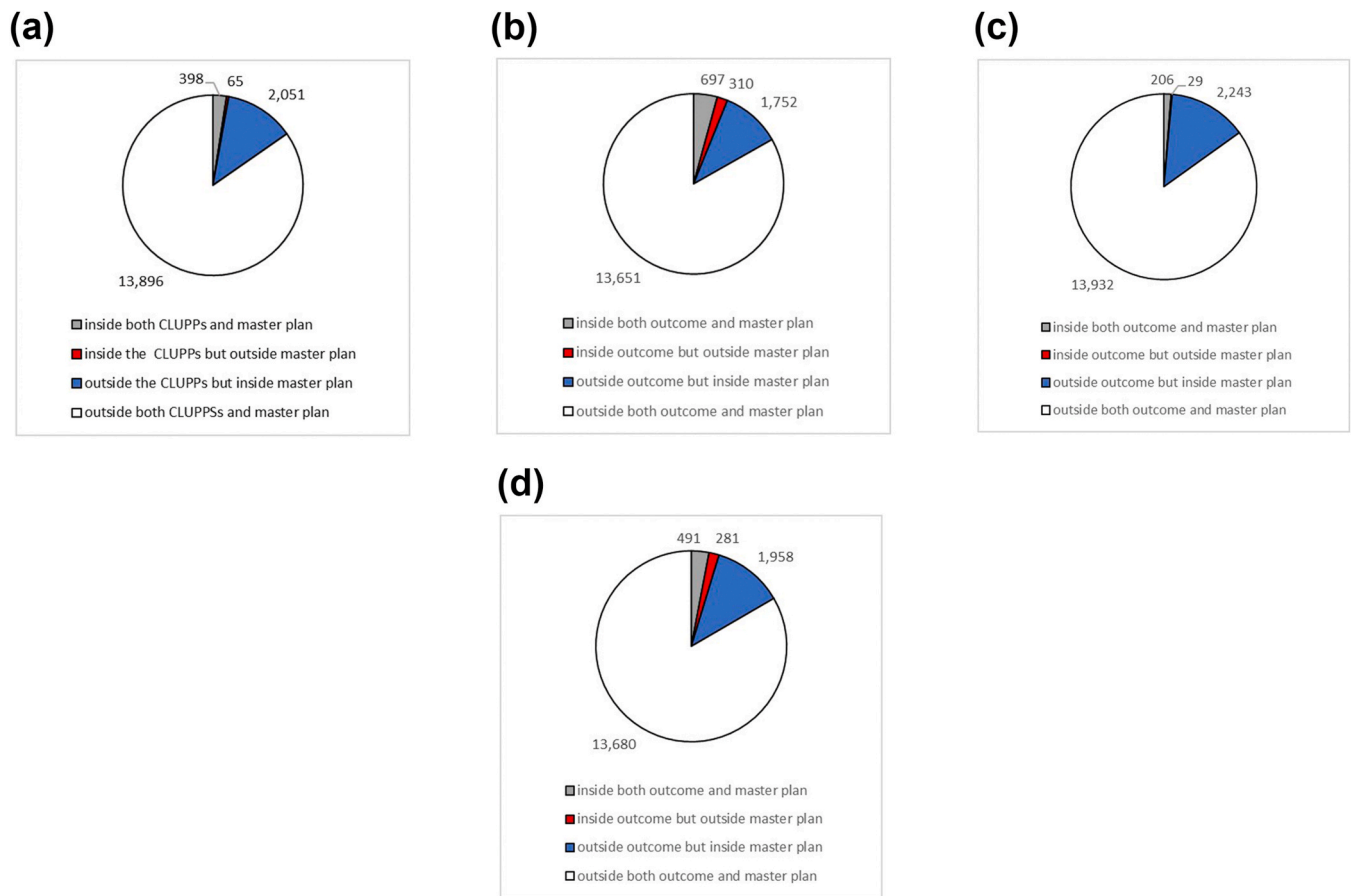 (a)
398
65
2,051
13,896
inside both CLUPPs and master plan
inside the  CLUPPs but outside master plan
outside the CLUPPs but inside master plan
outside both CLUPPSs and master plan
(b)
697
310
1,752
13,651
inside both outcome and master plan
inside outcome but outside master plan
outside outcome but inside master plan
outside both outcome and master plan
(c)
206
29
2,243
13,932
inside both outcome and master plan
inside outcome but outside master plan
outside outcome but inside master plan
outside both outcome and master plan
(d)
491
281
1,958
13,680
inside both outcome and master plan
inside outcome but outside master plan
outside outcome but inside master plan
outside both outcome and master plan